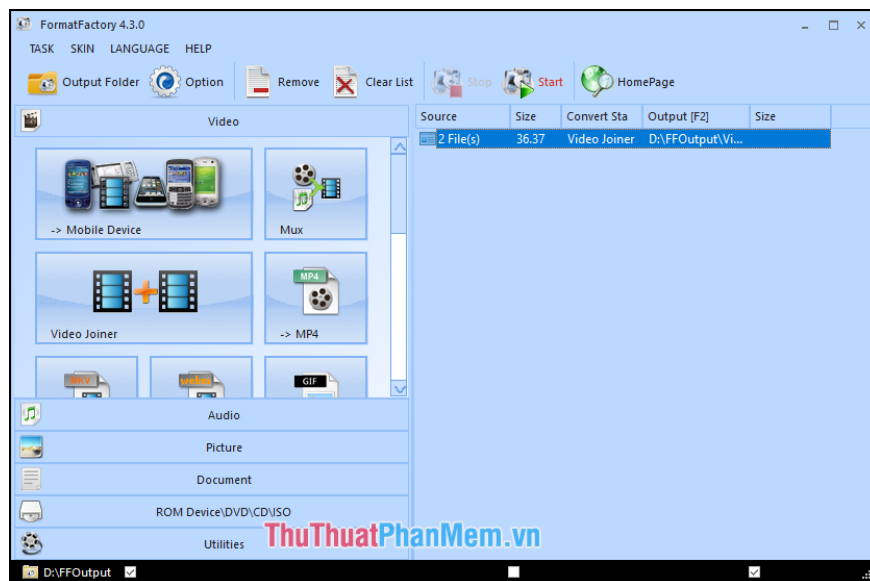 FormatFactory 4.3.0
TASK SKIN LANGUAGE HELP
Output Folder Option Remove Clear List Stop Start HomePage
Video
Source Size Convert Sta Output [F2] Size
2 File(s) 36.37 Video Joiner D:\FFOutput\Vi...
-> Mobile Device Mux
MP4
Video Joiner -> MP4
MKV webm GIF
Audio
Picture
Document
ROM Device\DVD\CD\ISO
Utilities
ThuThuatPhanMem.vn
D:\FFOutput